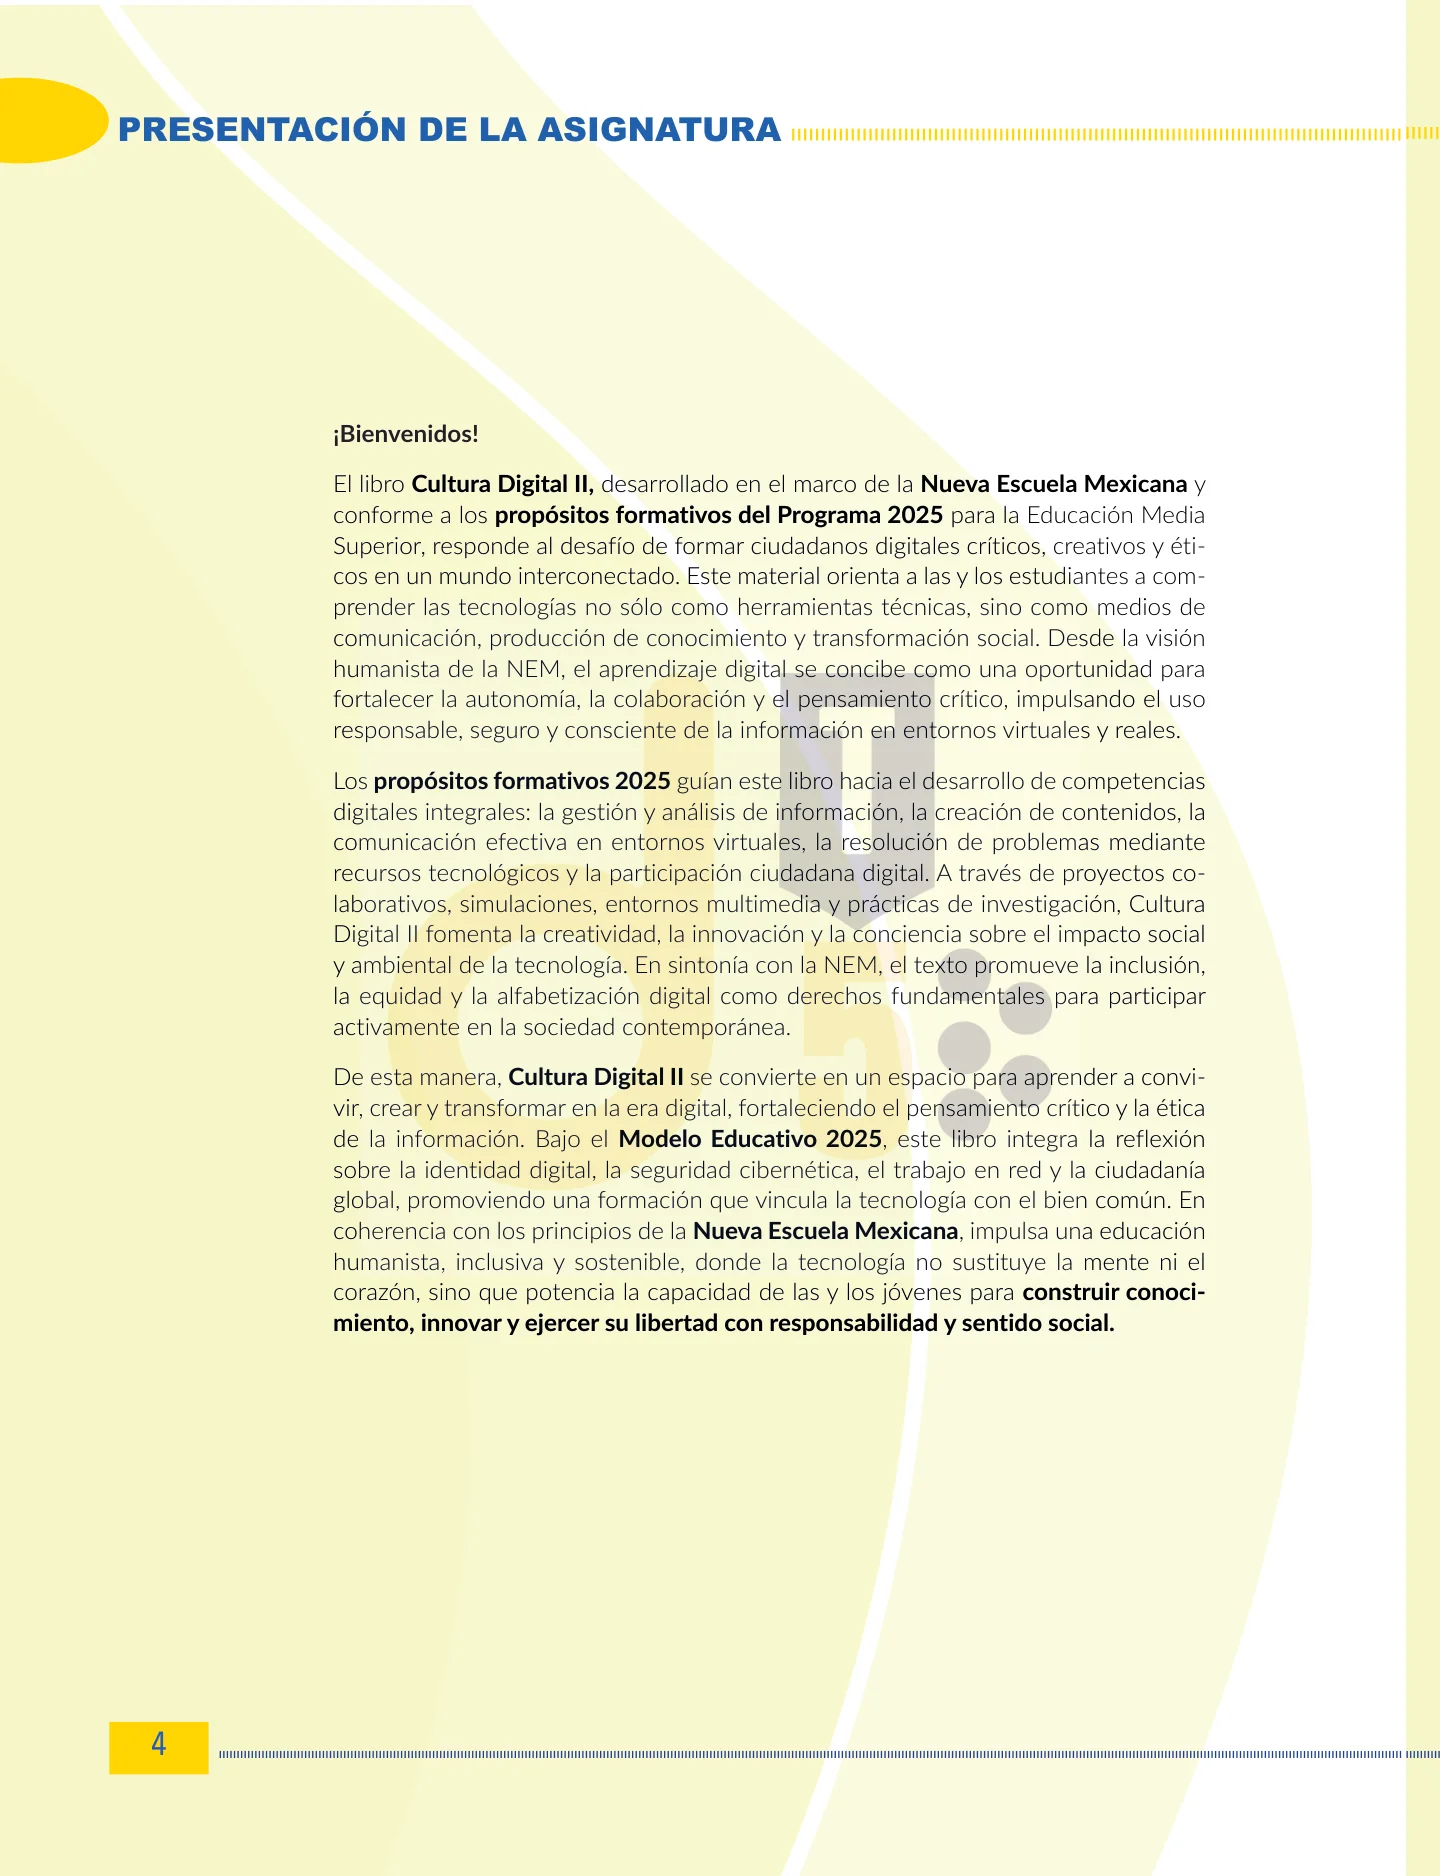 PRESENTACIÓN DE LA ASIGNATURA
¡Bienvenidos!
El libro Cultura Digital II, desarrollado en el marco de la Nueva Escuela Mexicana y
conforme a los propósitos formativos del Programa 2025 para la Educación Media
Superior, responde al desafío de formar ciudadanos digitales críticos, creativos y éti-
cos en un mundo interconectado. Este material orienta a las y los estudiantes a com-
prender las tecnologías no sólo como herramientas técnicas, sino como medios de
comunicación, producción de conocimiento y transformación social. Desde la visión
humanista de la NEM, el aprendizaje digital se concibe como una oportunidad para
fortalecer la autonomía, la colaboración y el pensamiento crítico, impulsando el uso
responsable, seguro y consciente de la información en entornos virtuales y reales.
Los propósitos formativos 2025 guían este libro hacia el desarrollo de competencias
digitales integrales: la gestión y análisis de información, la creación de contenidos, la
comunicación efectiva en entornos virtuales, la resolución de problemas mediante
recursos tecnológicos y la participación ciudadana digital. A través de proyectos co-
laborativos, simulaciones, entornos multimedia y prácticas de investigación, Cultura
Digital II fomenta la creatividad, la innovación y la conciencia sobre el impacto social
y ambiental de la tecnología. En sintonía con la NEM, el texto promueve la inclusión,
la equidad y la alfabetización digital como derechos fundamentales para participar
activamente en la sociedad contemporánea.
De esta manera, Cultura Digital II se convierte en un espacio para aprender a convi-
vir, crear y transformar en la era digital, fortaleciendo el pensamiento crítico y la ética
de la información. Bajo el Modelo Educativo 2025, este libro integra la reflexión
sobre la identidad digital, la seguridad cibernética, el trabajo en red y la ciudadanía
global, promoviendo una formación que vincula la tecnología con el bien común. En
coherencia con los principios de la Nueva Escuela Mexicana, impulsa una educación
humanista, inclusiva y sostenible, donde la tecnología no sustituye la mente ni el
corazón, sino que potencia la capacidad de las y los jóvenes para construir conoci-
miento, innovar y ejercer su libertad con responsabilidad y sentido social.
4